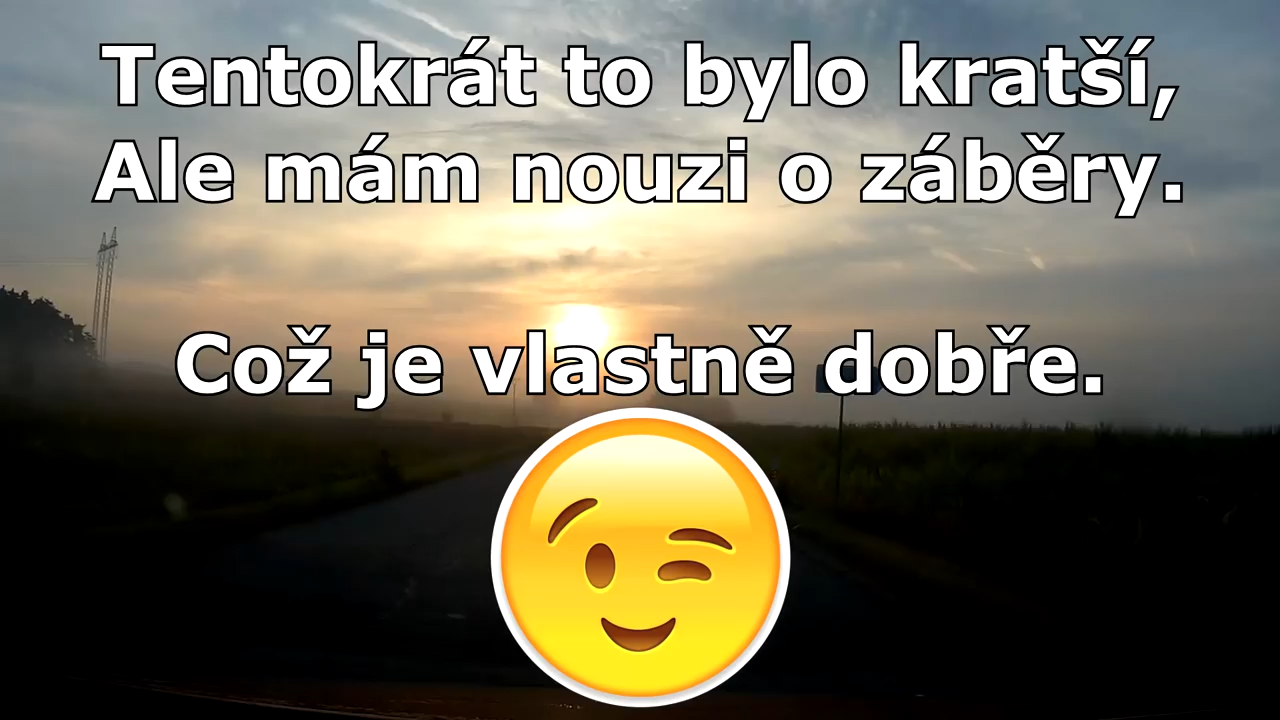 Tentokrát to bylo kratší,
Ale mám nouzi o záběry.
Což je vlastně dobře.